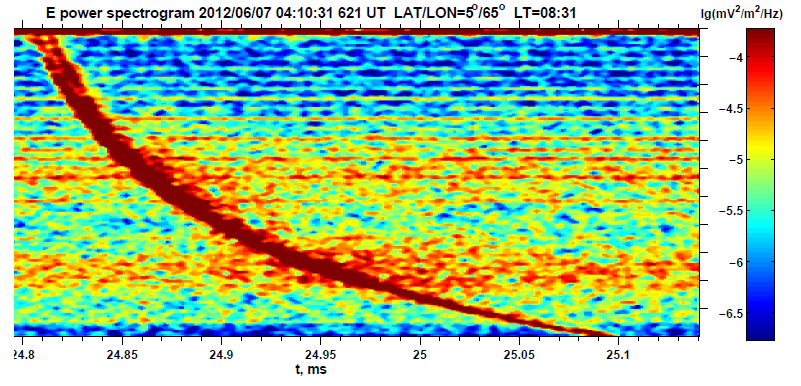 E power spectrogram 2012/06/07 04:10:31 621 UT LAT/LON=5°/65° LT=08:31
lg(mV²/m²/Hz)
−4
−4.5
−5
−5.5
−6
−6.5
24.8 24.85 24.9 24.95 25 25.05 25.1
t, ms